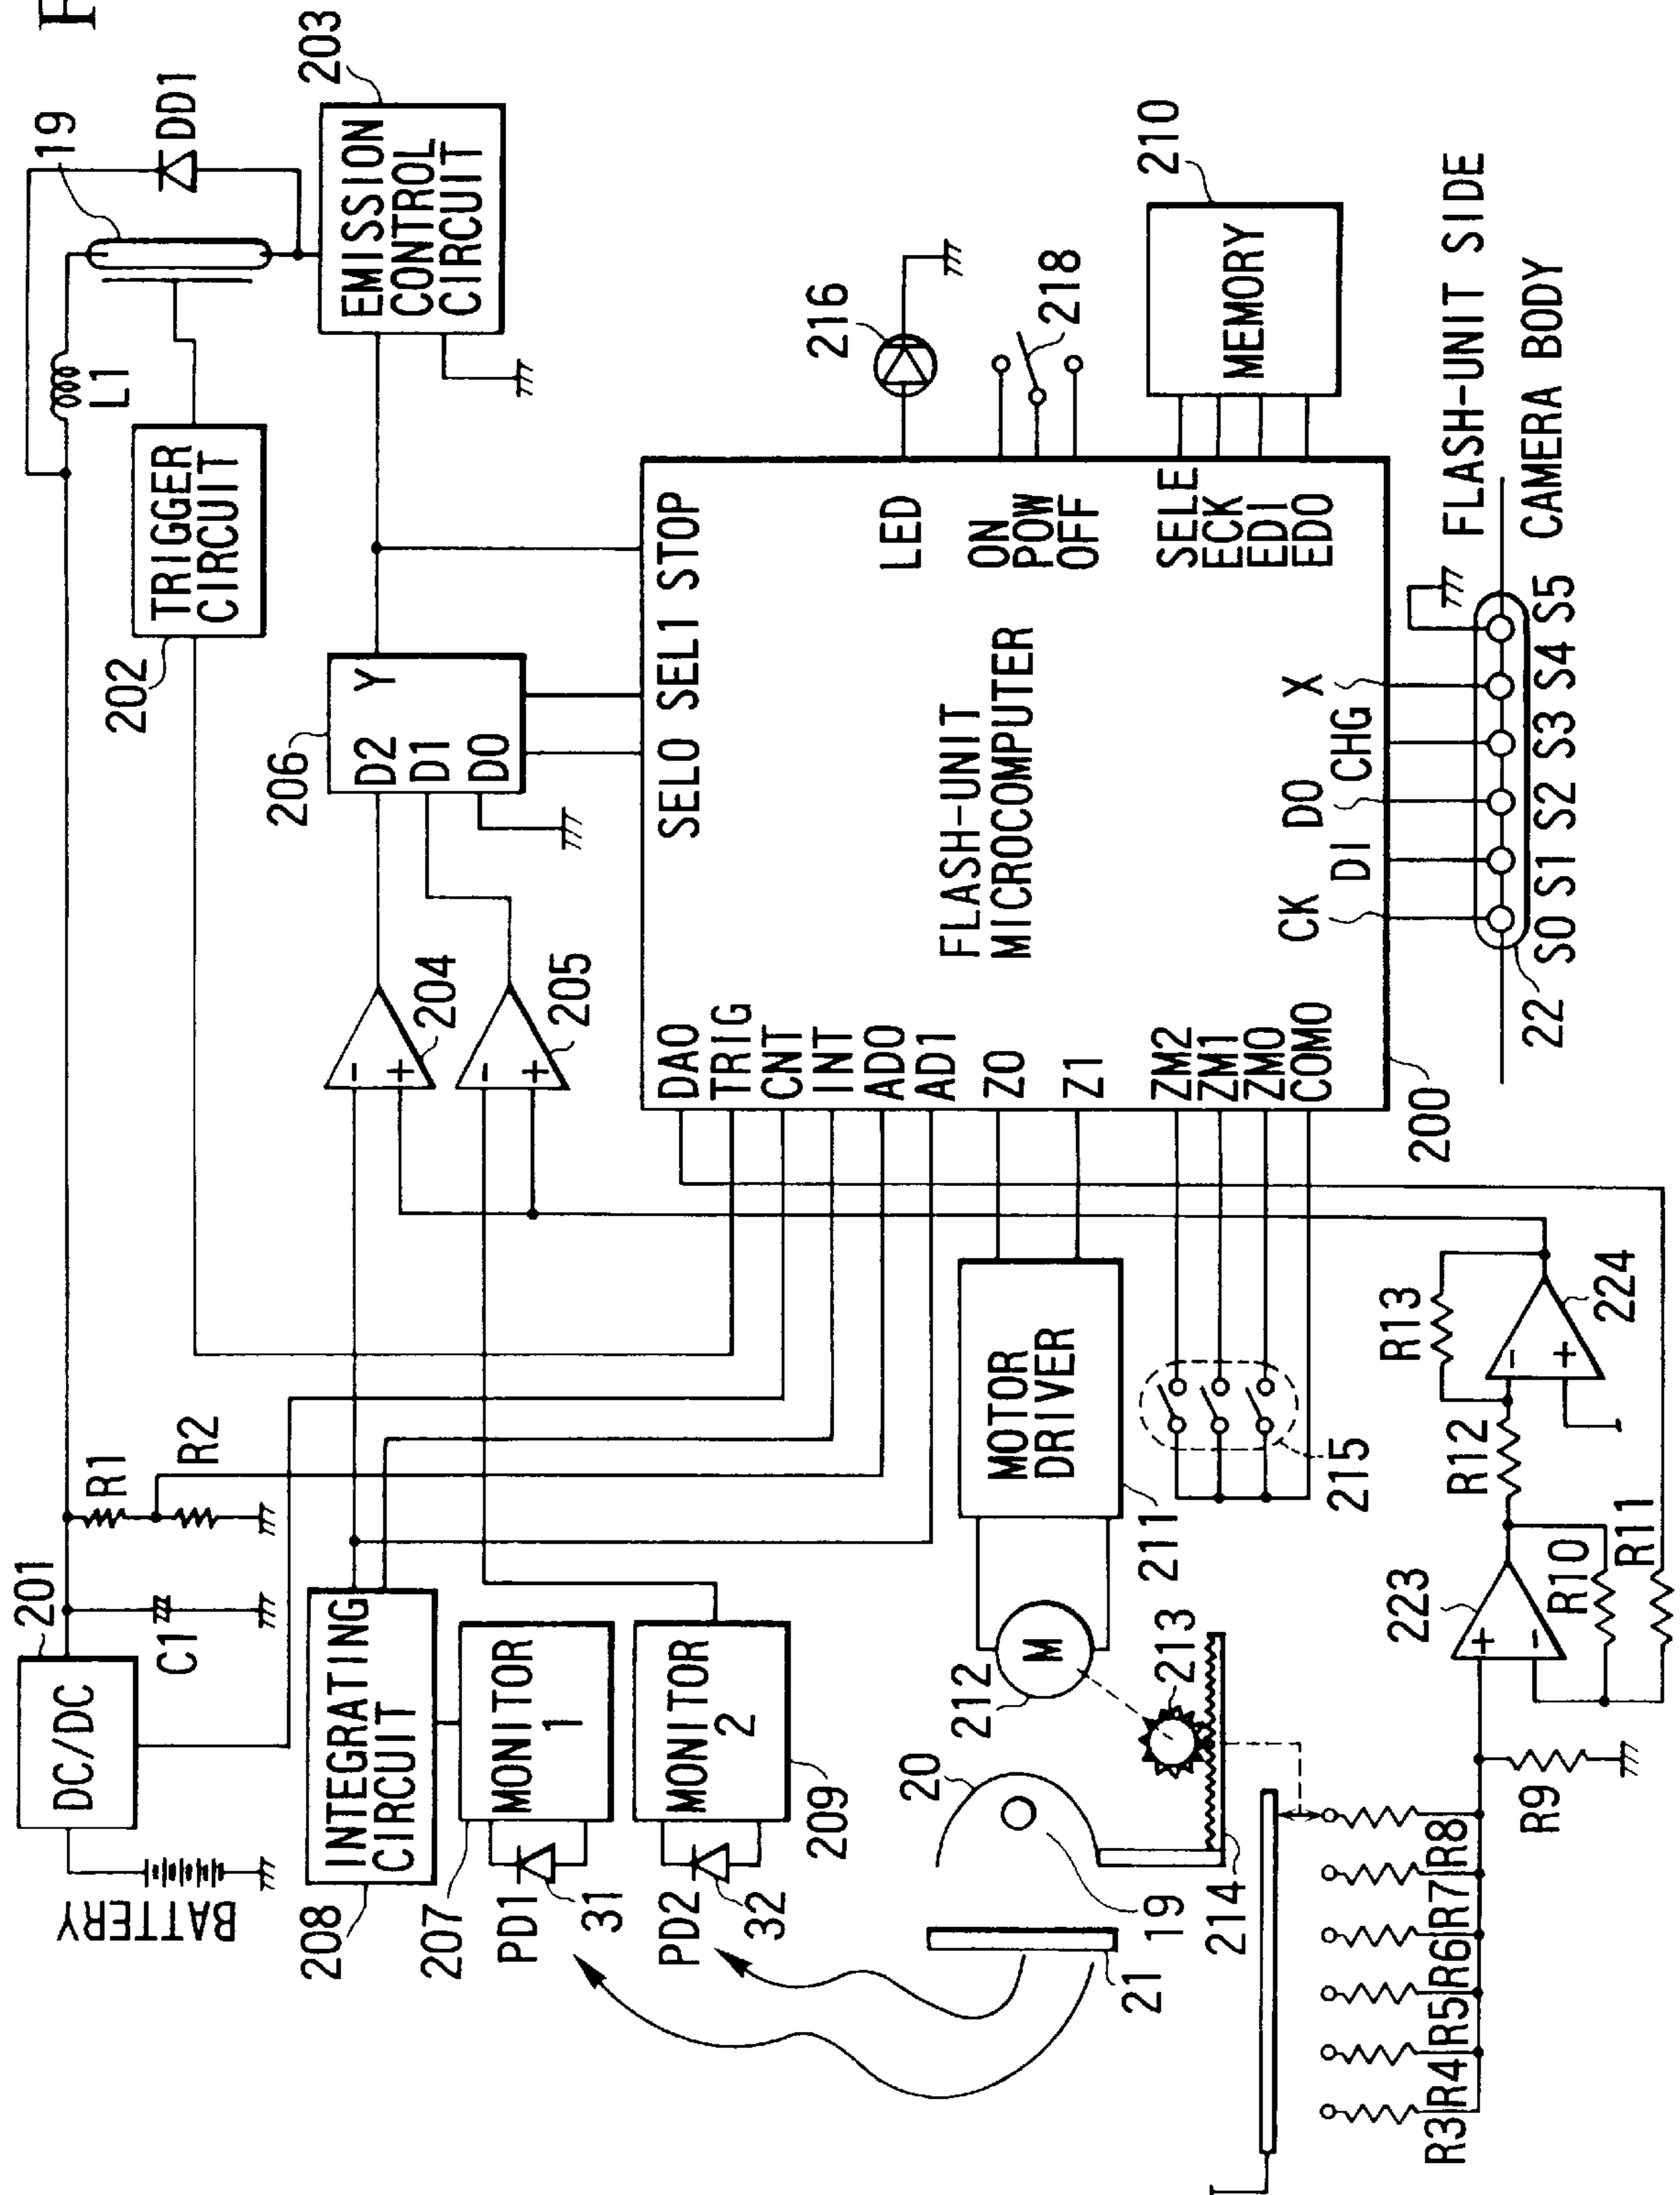 F
BATTERY
DC/DC
201
C1
R1
R2
L1
19
DD1
TRIGGER
CIRCUIT
202
EMISSION
CONTROL
CIRCUIT
203
INTEGRATING
CIRCUIT
208
MONITOR
1
207
PD1
31
MONITOR
2
209
PD2
32
-
+
204
-
+
205
206
D2
D1
D0
Y
SEL0
SEL1
STOP
DA0
TRIG
CNT
INT
AD0
AD1
Z0
Z1
ZM2
ZM1
ZM0
COM0
FLASH-UNIT
MICROCOMPUTER
200
LED
ON
POW
OFF
SELE
ECK
EDI
EDO
CK
DI
DO
CHG
X
216
218
MEMORY
210
FLASH-UNIT SIDE
CAMERA BODY
S0
S1
S2
S3
S4
S5
22
MOTOR
DRIVER
211
M
212
213
214
215
20
19
21
R3
R4
R5
R6
R7
R8
R9
223
+
-
R10
R11
R12
R13
-
+
224